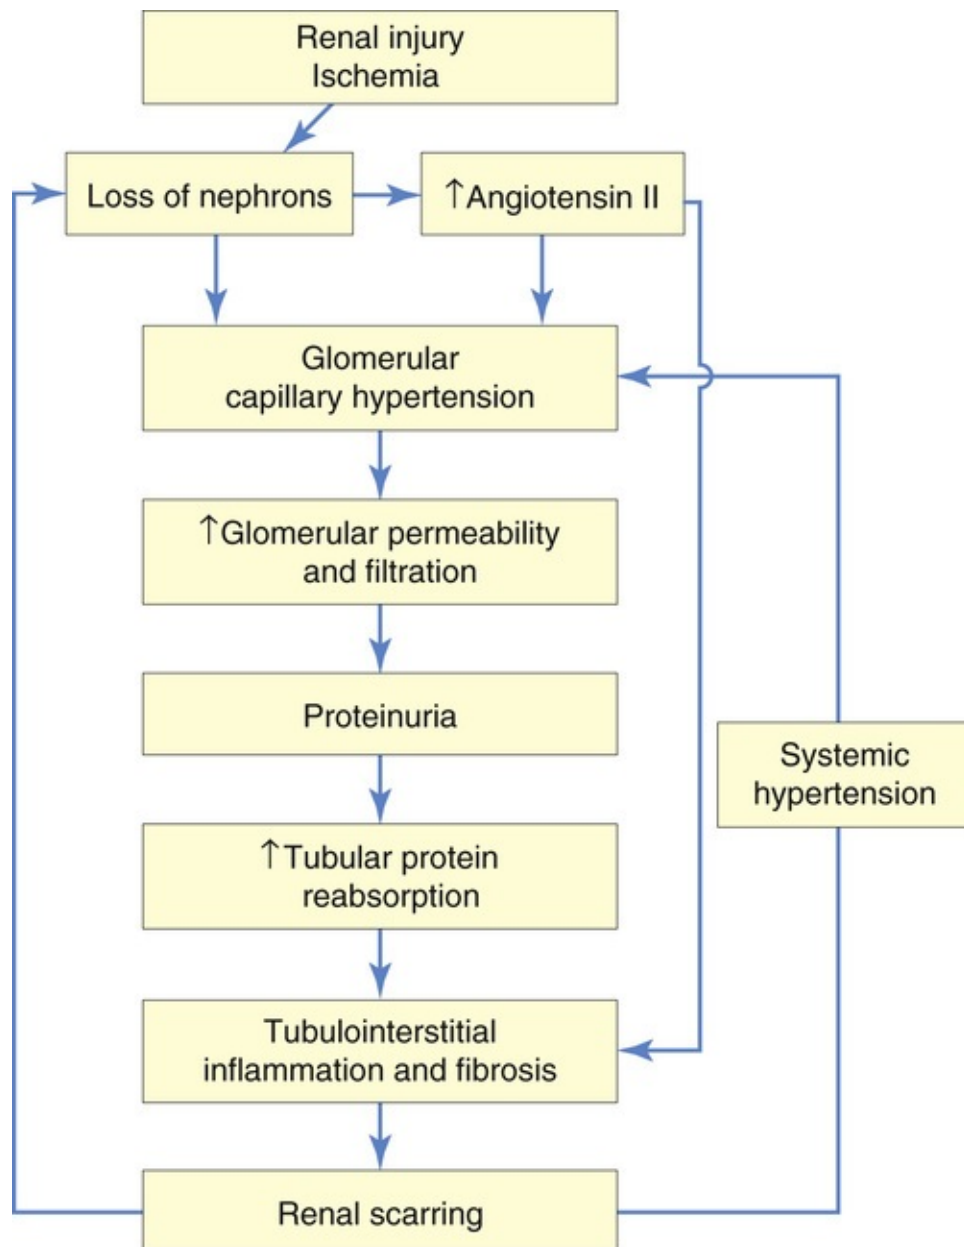 Renal injury
Ischemia
Loss of nephrons
↑Angiotensin II
Glomerular
capillary hypertension
↑Glomerular permeability
and filtration
Proteinuria
Systemic
hypertension
↑Tubular protein
reabsorption
Tubulointerstitial
inflammation and fibrosis
Renal scarring